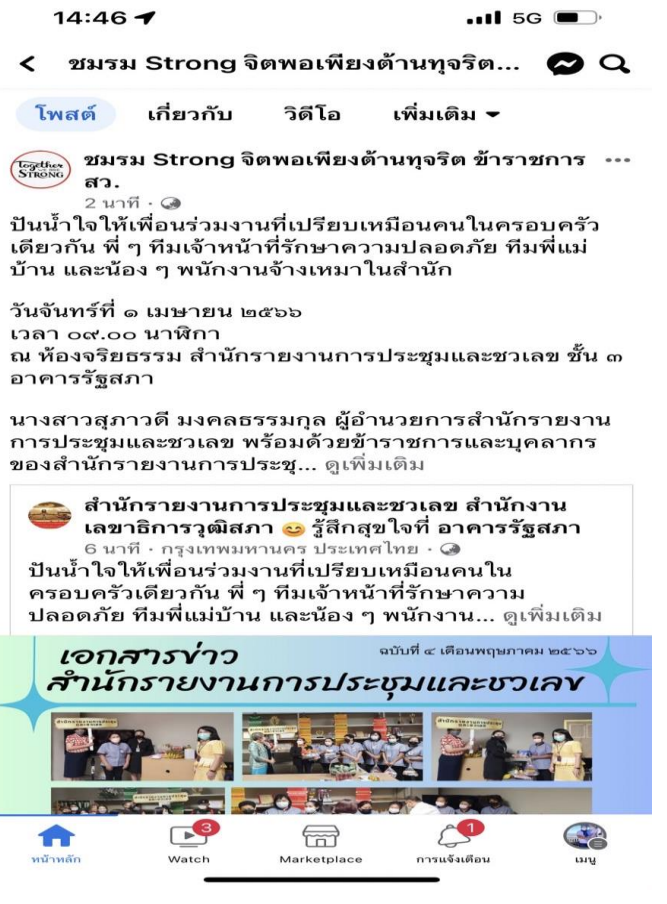 14:46
5G
ชมรม Strong จิตพอเพียงต้านทุจริต...
โพสต์ เกี่ยวกับ วิดีโอ เพิ่มเติม
Together
STRONG
ชมรม Strong จิตพอเพียงต้านทุจริต ข้าราชการ
สว.
2 นาที ·
ปันน้ำใจให้เพื่อนร่วมงานที่เปรียบเหมือนคนในครอบครัว
เดียวกัน พี่ ๆ ทีมเจ้าหน้าที่รักษาความปลอดภัย ทีมพี่แม่
บ้าน และน้อง ๆ พนักงานจ้างเหมาในสำนัก
วันจันทร์ที่ ๑ เมษายน ๒๕๖๖
เวลา ๐๙.๐๐ นาฬิกา
ณ ห้องจริยธรรม สำนักรายงานการประชุมและชวเลข ชั้น ๓
อาคารรัฐสภา
นางสาวสุภาวดี มงคลธรรมกุล ผู้อำนวยการสำนักรายงาน
การประชุมและชวเลข พร้อมด้วยข้าราชการและบุคลากร
ของสำนักรายงานการประชุ... ดูเพิ่มเติม
สำนักรายงานการประชุมและชวเลข สำนักงาน
เลขาธิการวุฒิสภา 😊 รู้สึกสุขใจที่ อาคารรัฐสภา
6 นาที · กรุงเทพมหานคร ประเทศไทย ·
ปันน้ำใจให้เพื่อนร่วมงานที่เปรียบเหมือนคนใน
ครอบครัวเดียวกัน พี่ ๆ ทีมเจ้าหน้าที่รักษาความ
ปลอดภัย ทีมพี่แม่บ้าน และน้อง ๆ พนักงาน... ดูเพิ่มเติม
เอกสารข่าว
ฉบับที่ ๔ เดือนพฤษภาคม ๒๕๖๖
สำนักรายงานการประชุมและชวเลข
3
1
หน้าหลัก Watch Marketplace การแจ้งเตือน เมนู